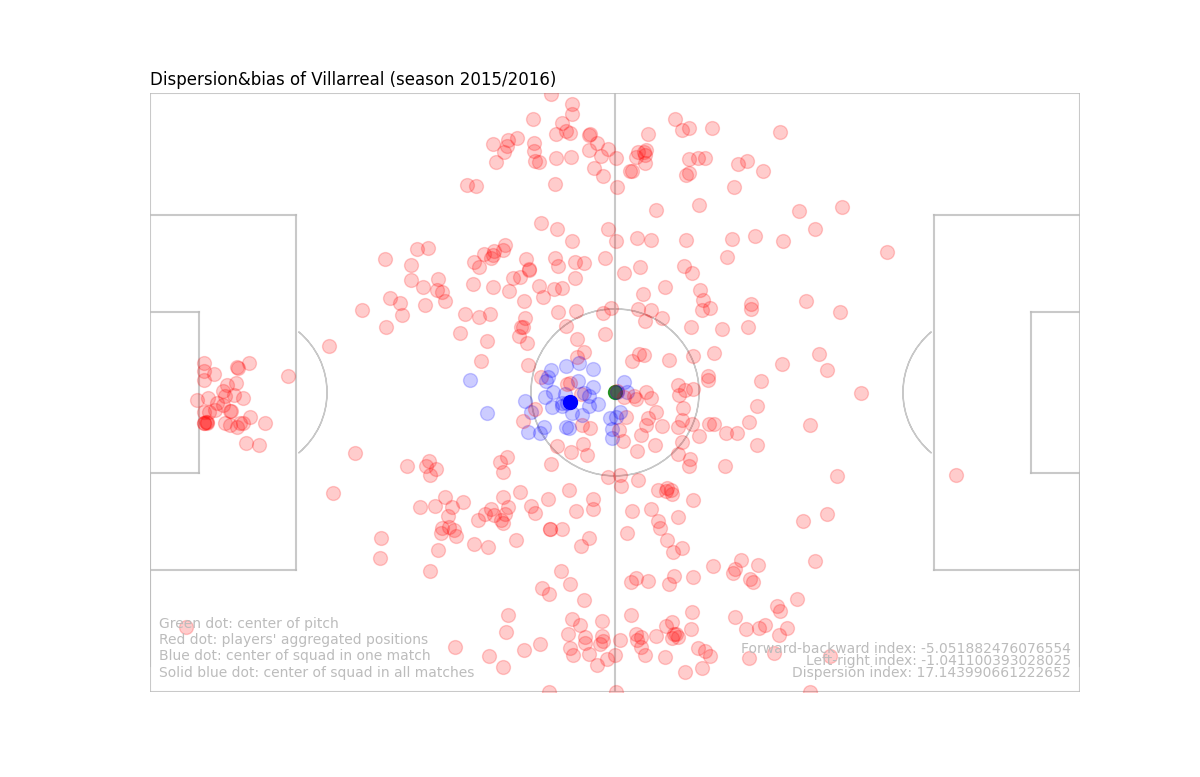 Dispersion&bias of Villarreal (season 2015/2016)
Green dot: center of pitch
Red dot: players' aggregated positions
Blue dot: center of squad in one match
Solid blue dot: center of squad in all matches
Forward-backward index: -5.051882476076554
Left-right index: -1.041100393028025
Dispersion index: 17.143990661222652